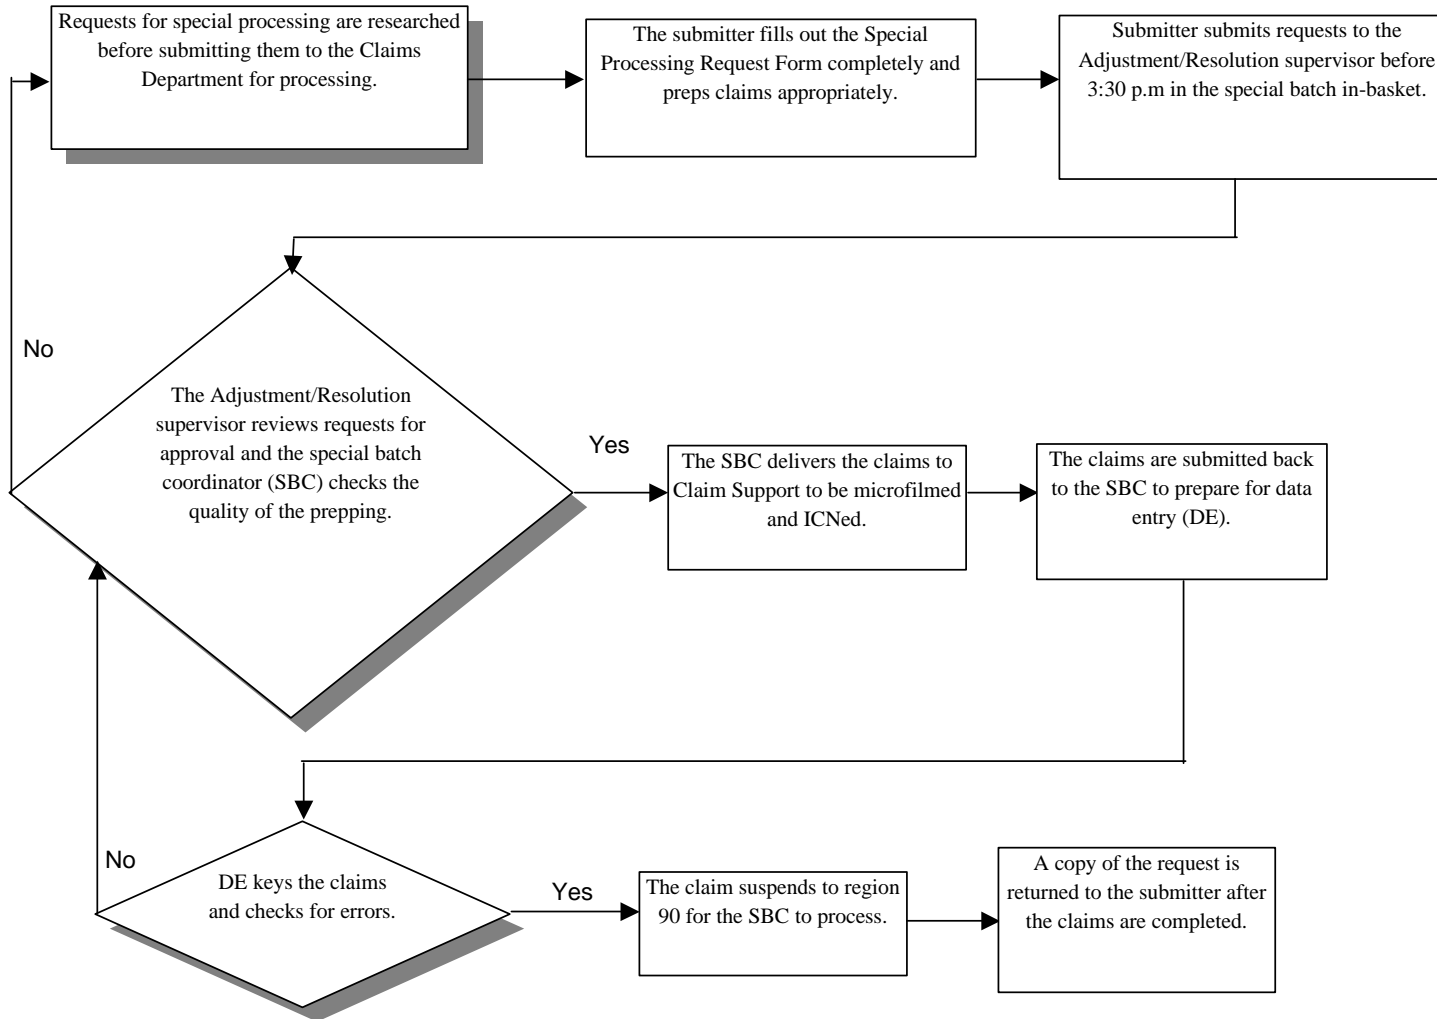 Requests for special processing are researched
before submitting them to the Claims
Department for processing.
The submitter fills out the Special
Processing Request Form completely and
preps claims appropriately.
Submitter submits requests to the
Adjustment/Resolution supervisor before
3:30 p.m in the special batch in-basket.
No
The Adjustment/Resolution
supervisor reviews requests for
approval and the special batch
coordinator (SBC) checks the
quality of the prepping.
Yes
The SBC delivers the claims to
Claim Support to be microfilmed
and ICNed.
The claims are submitted back
to the SBC to prepare for data
entry (DE).
No
DE keys the claims
and checks for errors.
Yes
The claim suspends to region
90 for the SBC to process.
A copy of the request is
returned to the submitter after
the claims are completed.